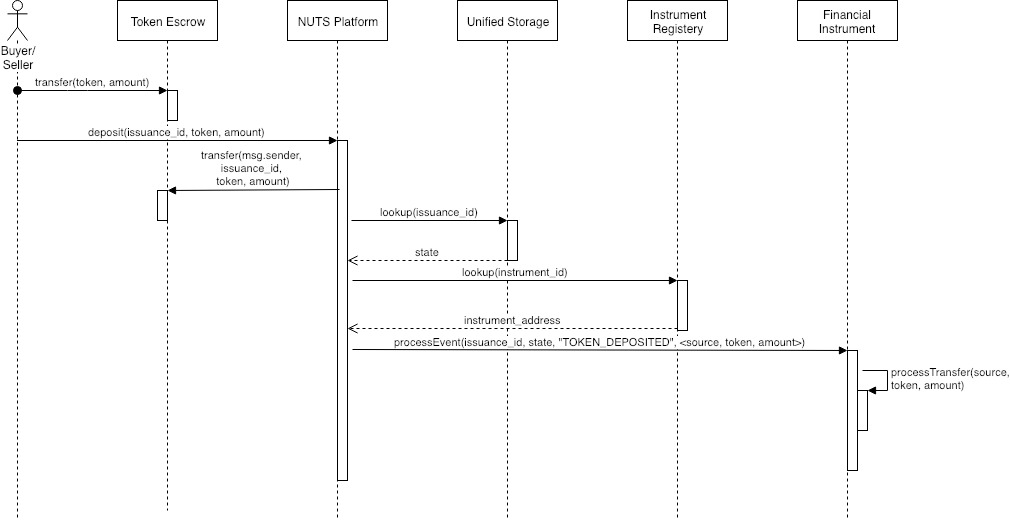 Token Escrow
NUTS Platform
Unified Storage
Instrument
Registery
Financial
Instrument
Buyer/
Seller
transfer(token, amount)
deposit(issuance_id, token, amount)
transfer(msg.sender,
issuance_id,
token, amount)
lookup(issuance_id)
state
lookup(instrument_id)
instrument_address
processEvent(issuance_id, state, "TOKEN_DEPOSITED", <source, token, amount>)
processTransfer(source,
token, amount)